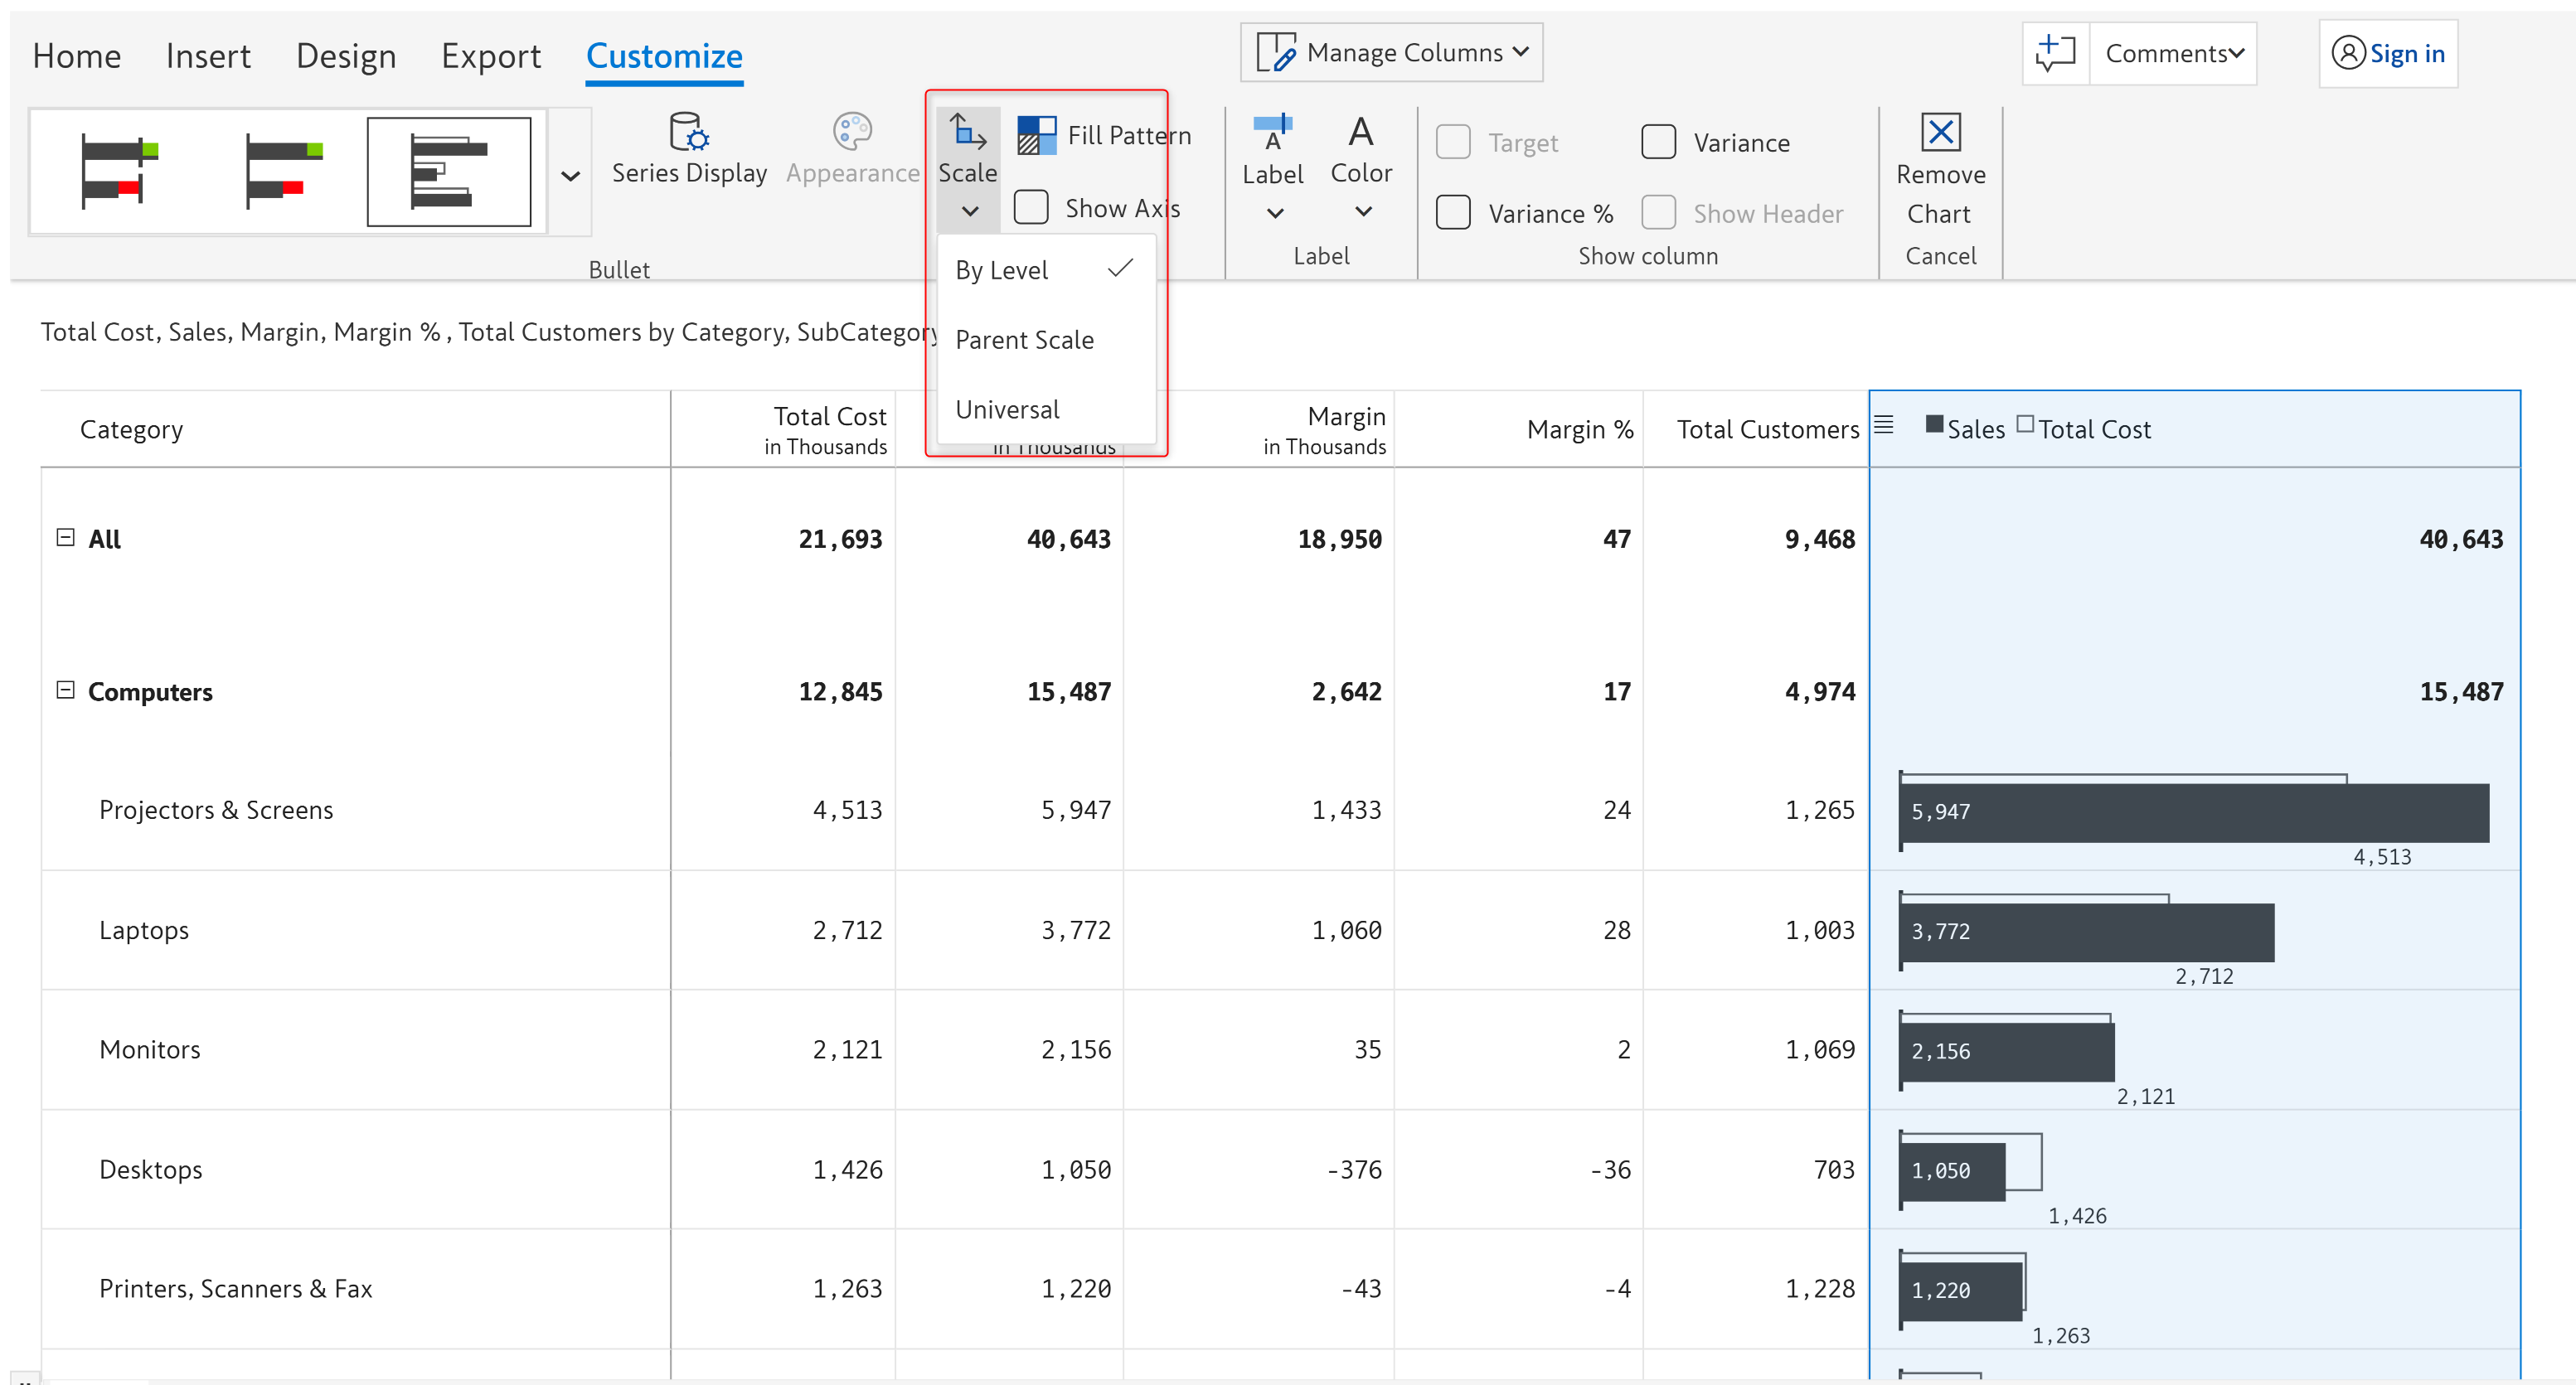 Home Insert Design Export Customize Manage Columns Comments Sign in
Series Display Appearance Scale Fill Pattern Label Color Target Variance Remove Chart
Show Axis Variance % Show Header
Bullet Label Show column Cancel
By Level
Parent Scale
Universal
Total Cost, Sales, Margin, Margin % , Total Customers by Category, SubCategory
Category Total Cost in Thousands in Thousands Margin in Thousands Margin % Total Customers Sales Total Cost
All 21,693 40,643 18,950 47 9,468 40,643
Computers 12,845 15,487 2,642 17 4,974 15,487
Projectors & Screens 4,513 5,947 1,433 24 1,265 5,947
4,513
Laptops 2,712 3,772 1,060 28 1,003 3,772
2,712
Monitors 2,121 2,156 35 2 1,069 2,156
2,121
Desktops 1,426 1,050 -376 -36 703 1,050
1,426
Printers, Scanners & Fax 1,263 1,220 -43 -4 1,228 1,220
1,263